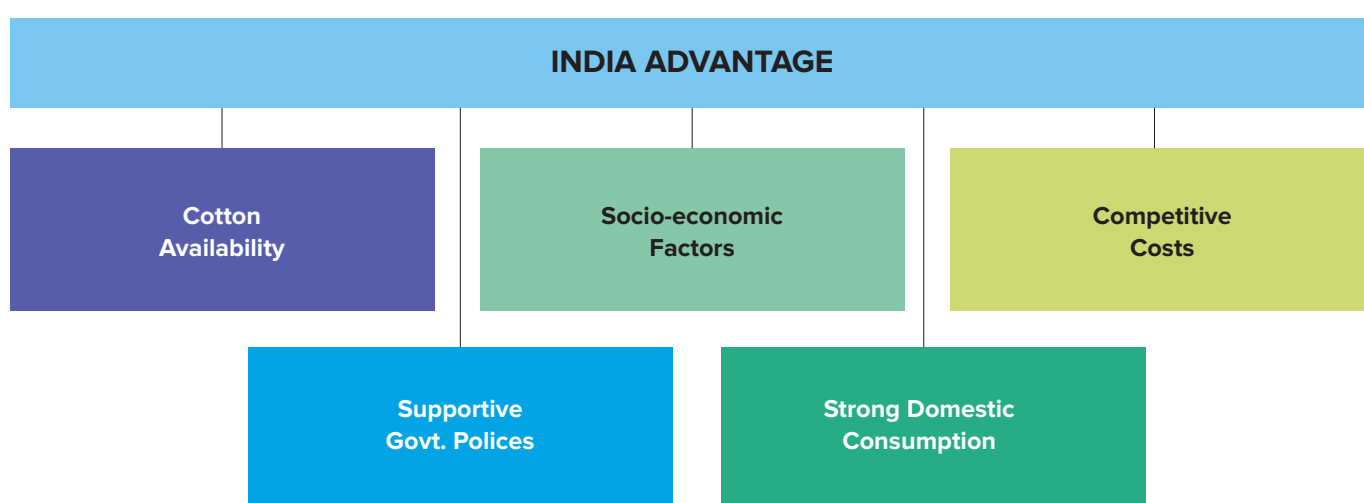 INDIA ADVANTAGE
Cotton
Availability
Socio-economic
Factors
Competitive
Costs
Supportive
Govt. Polices
Strong Domestic
Consumption